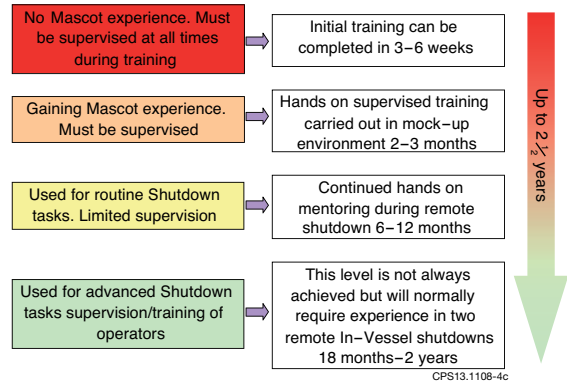 No Mascot experience. Must
be supervised at all times
during training
Initial training can be
completed in 3−6 weeks
Gaining Mascot experience.
Must be supervised
Hands on supervised training
carried out in mock−up
environment 2−3 months
Used for routine Shutdown
tasks. Limited supervision
Continued hands on
mentoring during remote
shutdown 6−12 months
Used for advanced Shutdown
tasks supervision/training of
operators
This level is not always
achieved but will normally
require experience in two
remote In−Vessel shutdowns
18 months−2 years
Up to 2 1/2 years
CPS13.1108-4c